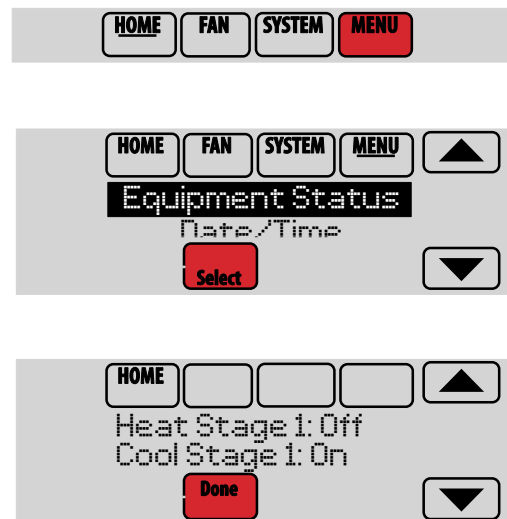 HOME FAN SYSTEM MENU
HOME FAN SYSTEM MENU
Equipment Status
Date/Time
Select
HOME
Heat Stage 1: Off
Cool Stage 1: On
Done